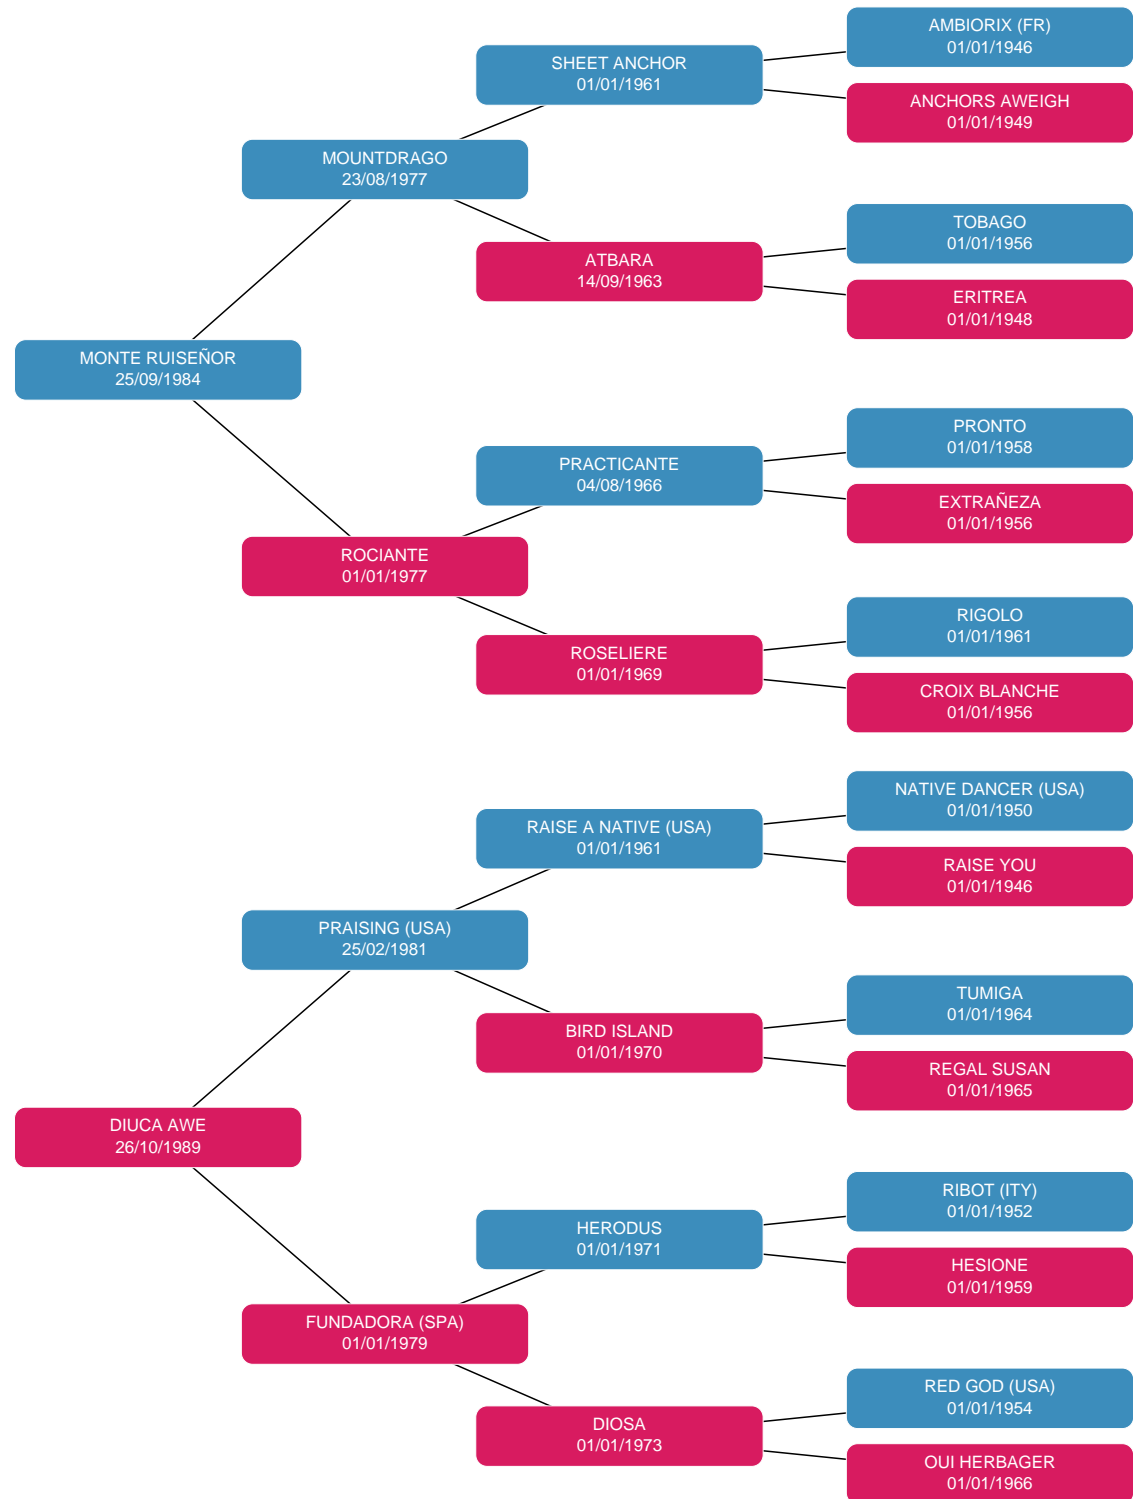 AMBIORIX (FR)
01/01/1946
SHEET ANCHOR
01/01/1961
ANCHORS AWEIGH
01/01/1949
MOUNTDRAGO
23/08/1977
TOBAGO
01/01/1956
ATBARA
14/09/1963
ERITREA
01/01/1948
MONTE RUISEÑOR
25/09/1984
PRONTO
01/01/1958
PRACTICANTE
04/08/1966
EXTRAÑEZA
01/01/1956
ROCIANTE
01/01/1977
RIGOLO
01/01/1961
ROSELIERE
01/01/1969
CROIX BLANCHE
01/01/1956
NATIVE DANCER (USA)
01/01/1950
RAISE A NATIVE (USA)
01/01/1961
RAISE YOU
01/01/1946
PRAISING (USA)
25/02/1981
TUMIGA
01/01/1964
BIRD ISLAND
01/01/1970
REGAL SUSAN
01/01/1965
DIUCA AWE
26/10/1989
RIBOT (ITY)
01/01/1952
HERODUS
01/01/1971
HESIONE
01/01/1959
FUNDADORA (SPA)
01/01/1979
RED GOD (USA)
01/01/1954
DIOSA
01/01/1973
OUI HERBAGER
01/01/1966